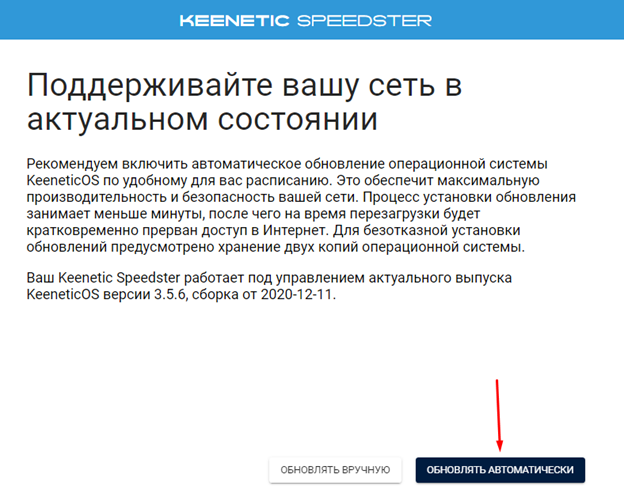 KEENETIC SPEEDSTER
Поддерживайте вашу сеть в
актуальном состоянии
Рекомендуем включить автоматическое обновление операционной системы
KeeneticOS по удобному для вас расписанию. Это обеспечит максимальную
производительность и безопасность вашей сети. Процесс установки обновления
занимает меньше минуты, после чего на время перезагрузки будет
кратковременно прерван доступ в Интернет. Для безотказной установки
обновлений предусмотрено хранение двух копий операционной системы.
Ваш Keenetic Speedster работает под управлением актуального выпуска
KeeneticOS версии 3.5.6, сборка от 2020-12-11.
ОБНОВЛЯТЬ ВРУЧНУЮ ОБНОВЛЯТЬ АВТОМАТИЧЕСКИ